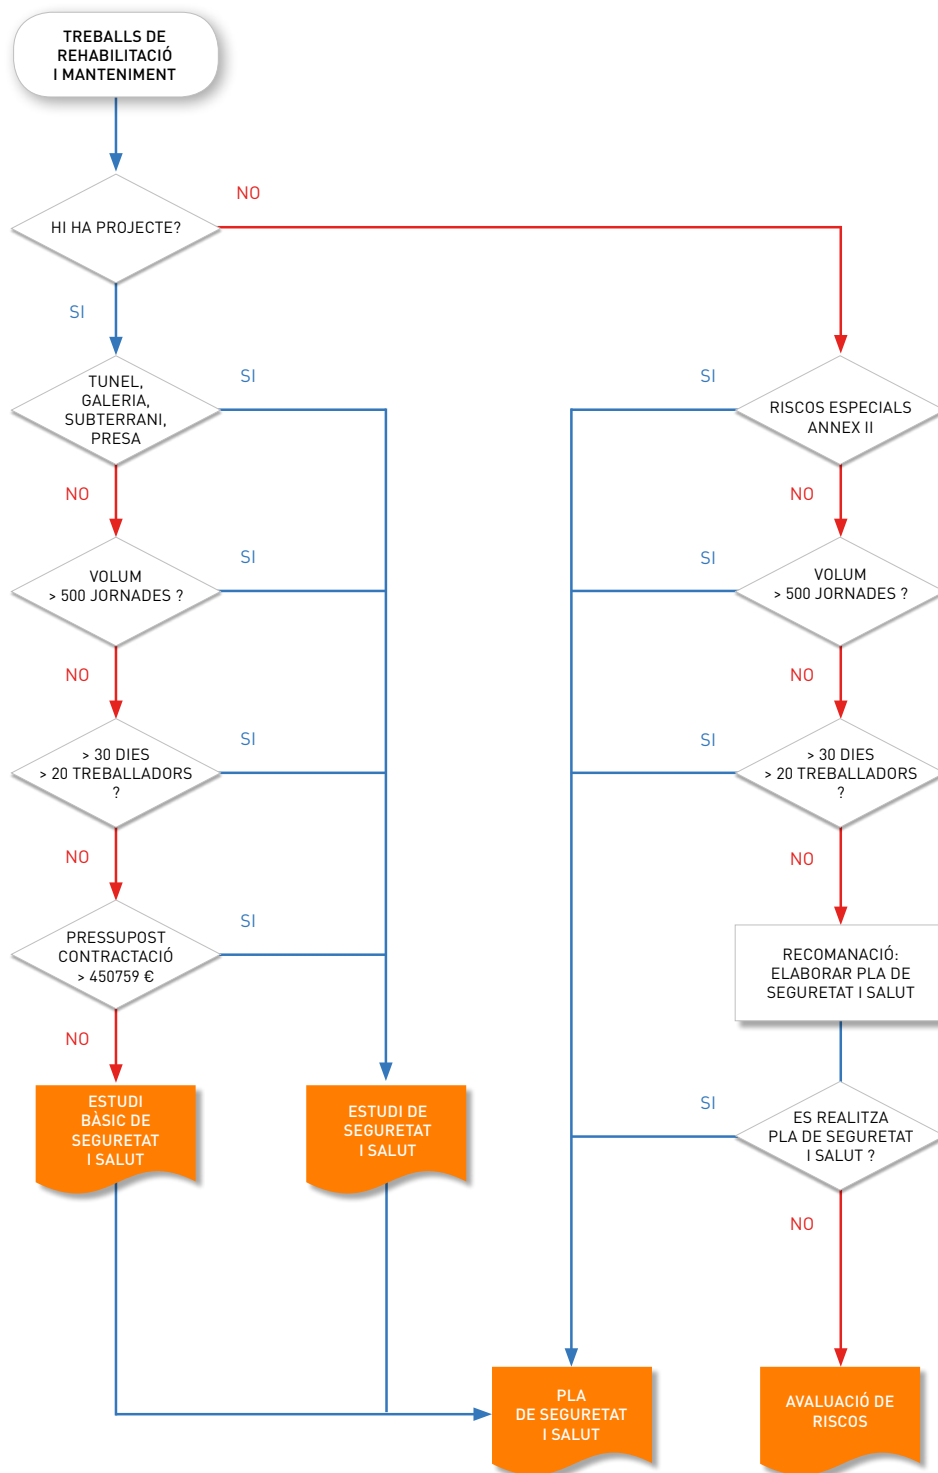 TREBALLS DE
REHABILITACIÓ
I MANTENIMENT
NO
HI HA PROJECTE?
SI
TUNEL,
GALERIA,
SUBTERRANI,
PRESA
SI
SI
RISCOS ESPECIALS
ANNEX II
NO
NO
VOLUM
> 500 JORNADES ?
SI
SI
VOLUM
> 500 JORNADES ?
NO
NO
> 30 DIES
> 20 TREBALLADORS
?
SI
SI
> 30 DIES
> 20 TREBALLADORS
?
NO
NO
PRESSUPOST
CONTRACTACIÓ
> 450759 €
SI
RECOMANACIÓ:
ELABORAR PLA DE
SEGURETAT I SALUT
NO
ESTUDI
BÀSIC DE
SEGURETAT
I SALUT
ESTUDI DE
SEGURETAT
I SALUT
SI
ES REALITZA
PLA DE SEGURETAT
I SALUT ?
NO
PLA
DE SEGURETAT
I SALUT
AVALUACIÓ DE
RISCOS